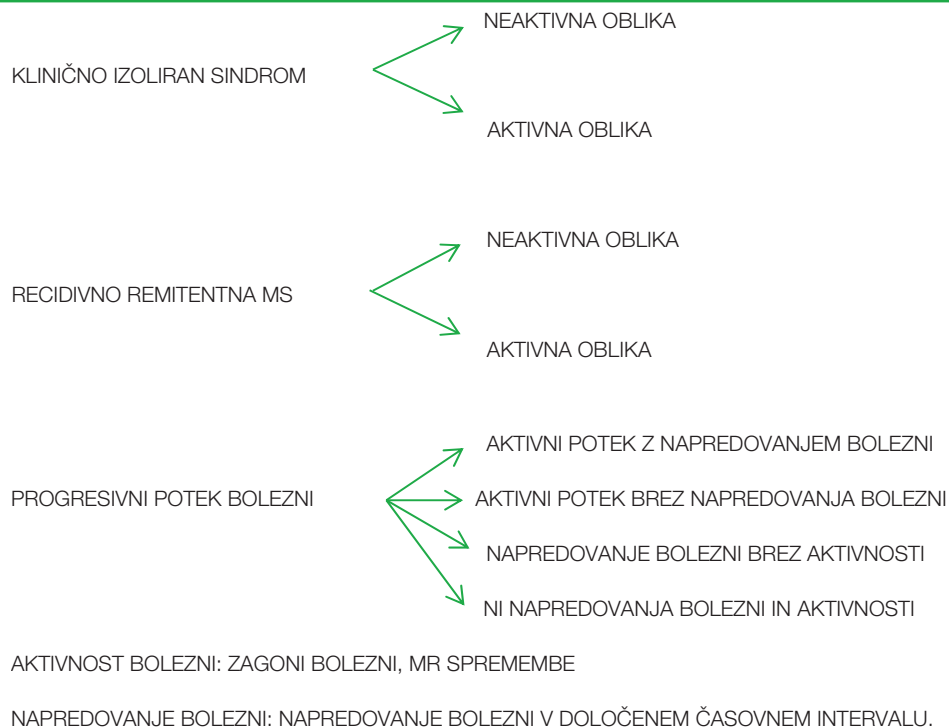 NEAKTIVNA OBLIKA
KLINIČNO IZOLIRAN SINDROM
AKTIVNA OBLIKA
NEAKTIVNA OBLIKA
RECIDIVNO REMITENTNA MS
AKTIVNA OBLIKA
AKTIVNI POTEK Z NAPREDOVANJEM BOLEZNI
PROGRESIVNI POTEK BOLEZNI
AKTIVNI POTEK BREZ NAPREDOVANJA BOLEZNI
NAPREDOVANJE BOLEZNI BREZ AKTIVNOSTI
NI NAPREDOVANJA BOLEZNI IN AKTIVNOSTI
AKTIVNOST BOLEZNI: ZAGONI BOLEZNI, MR SPREMEMBE
NAPREDOVANJE BOLEZNI: NAPREDOVANJE BOLEZNI V DOLOČENEM ČASOVNEM INTERVALU.